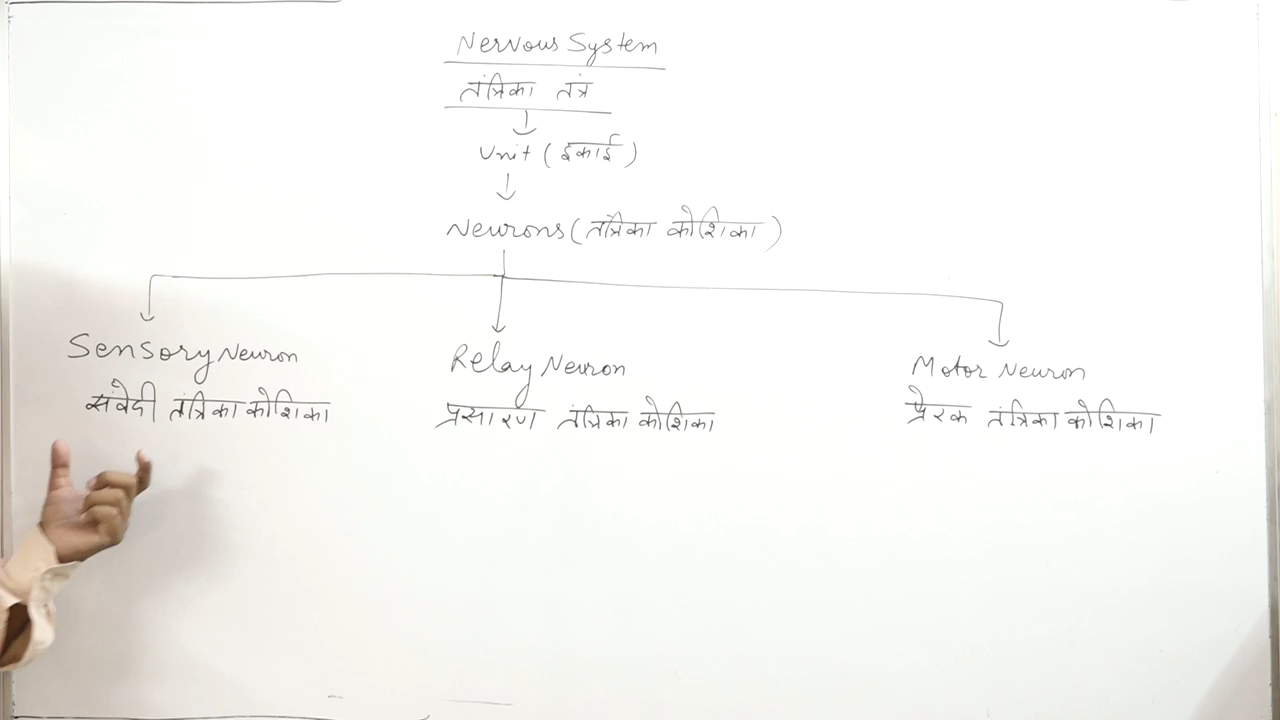 Nervous System
तंत्रिका तंत्र
Unit (इकाई)
Neurons (तंत्रिका कोशिका)
Sensory Neuron
संवेदी तंत्रिका कोशिका
Relay Neuron
प्रसारण तंत्रिका कोशिका
Motor Neuron
प्रेरक तंत्रिका कोशिका